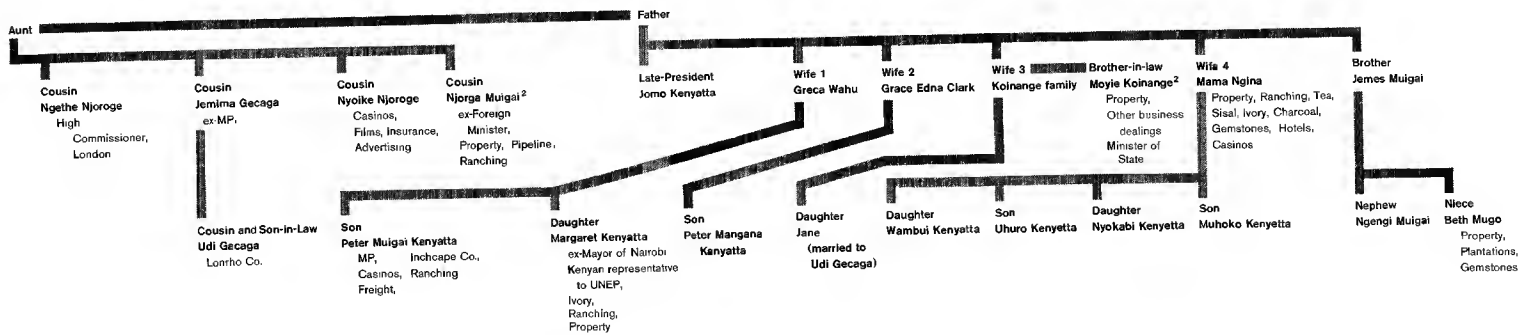 Aunt
Father
Cousin
Ngethe Njoroge
High
Commissioner,
London
Cousin
Jemima Gecaga
ex-MP,
Cousin
Nyoike Njoroge
Casinos,
Films, Insurance,
Advertising
Cousin
Njorga Muigai²
ex-Foreign
Minister,
Property, Pipeline,
Ranching
Late-President
Jomo Kenyatta
Wife 1
Greca Wahu
Wife 2
Grace Edna Clark
Wife 3
Koinange family
Brother-in-law
Moyie Koinange²
Property,
Other business
dealings
Minister of
State
Wife 4
Mama Ngina
Property, Ranching, Tea,
Sisal, Ivory, Charcoal,
Gemstones, Hotels,
Casinos
Brother
Jemes Muigai
Cousin and Son-in-Law
Udi Gecaga
Lonrho Co.
Son
Peter Muigai Kenyatta
MP, Inchcape Co.,
Casinos, Ranching
Freight,
Daughter
Margaret Kenyatta
ex-Mayor of Nairobi
Kenyan representative
to UNEP,
Ivory,
Ranching,
Property
Son
Peter Mangana
Kenyatta
Daughter
Jane
(married to
Udi Gecaga)
Daughter
Wambui Kenyatta
Son
Uhuro Kenyetta
Daughter
Nyokabi Kenyetta
Son
Muhoko Kenyetta
Nephew
Ngengi Muigai
Niece
Beth Mugo
Property,
Plantations,
Gemstones